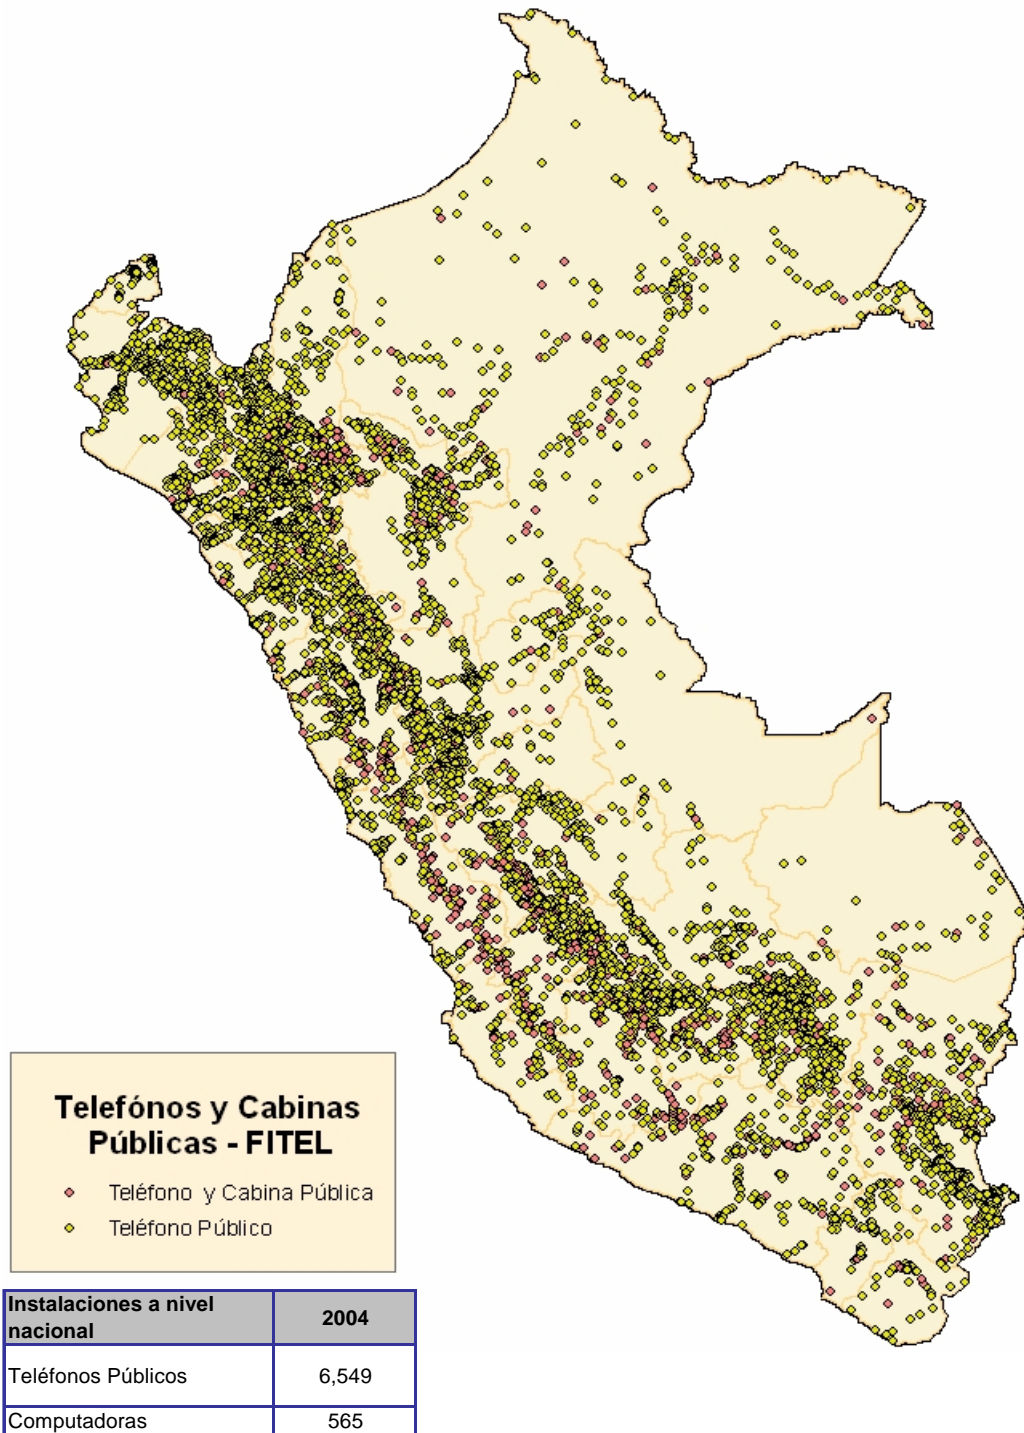 Telefónos y Cabinas
Públicas - FITEL
Teléfono y Cabina Pública
Teléfono Público
Instalaciones a nivel
nacional
2004
Teléfonos Públicos 6,549
Computadoras 565